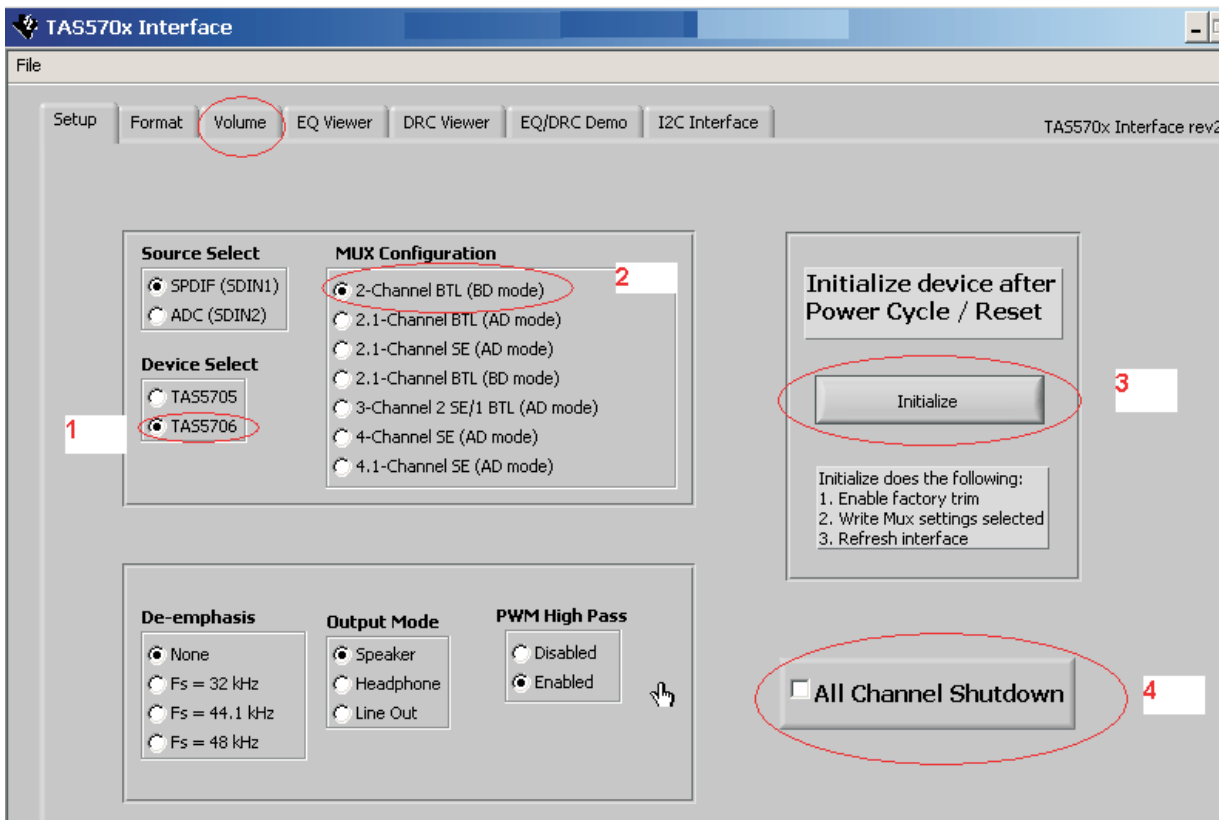 TAS570x Interface
File
Setup
Format
Volume
EQ Viewer
DRC Viewer
EQ/DRC Demo
I2C Interface
TAS570x Interface rev2
Source Select
SPDIF (SDIN1)
ADC (SDIN2)
Device Select
TAS5705
1
TAS5706
MUX Configuration
2
2-Channel BTL (BD mode)
2.1-Channel BTL (AD mode)
2.1-Channel SE (AD mode)
2.1-Channel BTL (BD mode)
3-Channel 2 SE/1 BTL (AD mode)
4-Channel SE (AD mode)
4.1-Channel SE (AD mode)
Initialize device after
Power Cycle / Reset
Initialize
3
Initialize does the following:
1. Enable factory trim
2. Write Mux settings selected
3. Refresh interface
De-emphasis
None
Fs = 32 kHz
Fs = 44.1 kHz
Fs = 48 kHz
Output Mode
Speaker
Headphone
Line Out
PWM High Pass
Disabled
Enabled
All Channel Shutdown
4